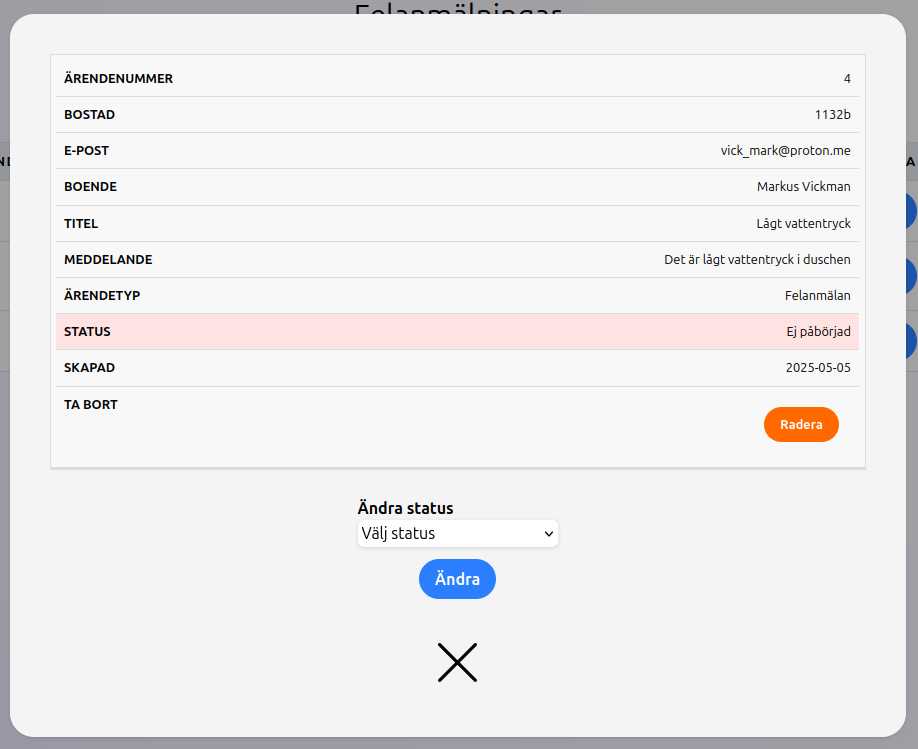 Felanmälningar
ÄRENDENUMMER 4
BOSTAD 1132b
E-POST vick_mark@proton.me
BOENDE Markus Vickman
TITEL Lågt vattentryck
MEDDELANDE Det är lågt vattentryck i duschen
ÄRENDETYP Felanmälan
STATUS Ej påbörjad
SKAPAD 2025-05-05
TA BORT
Radera
Ändra status
Välj status
Ändra